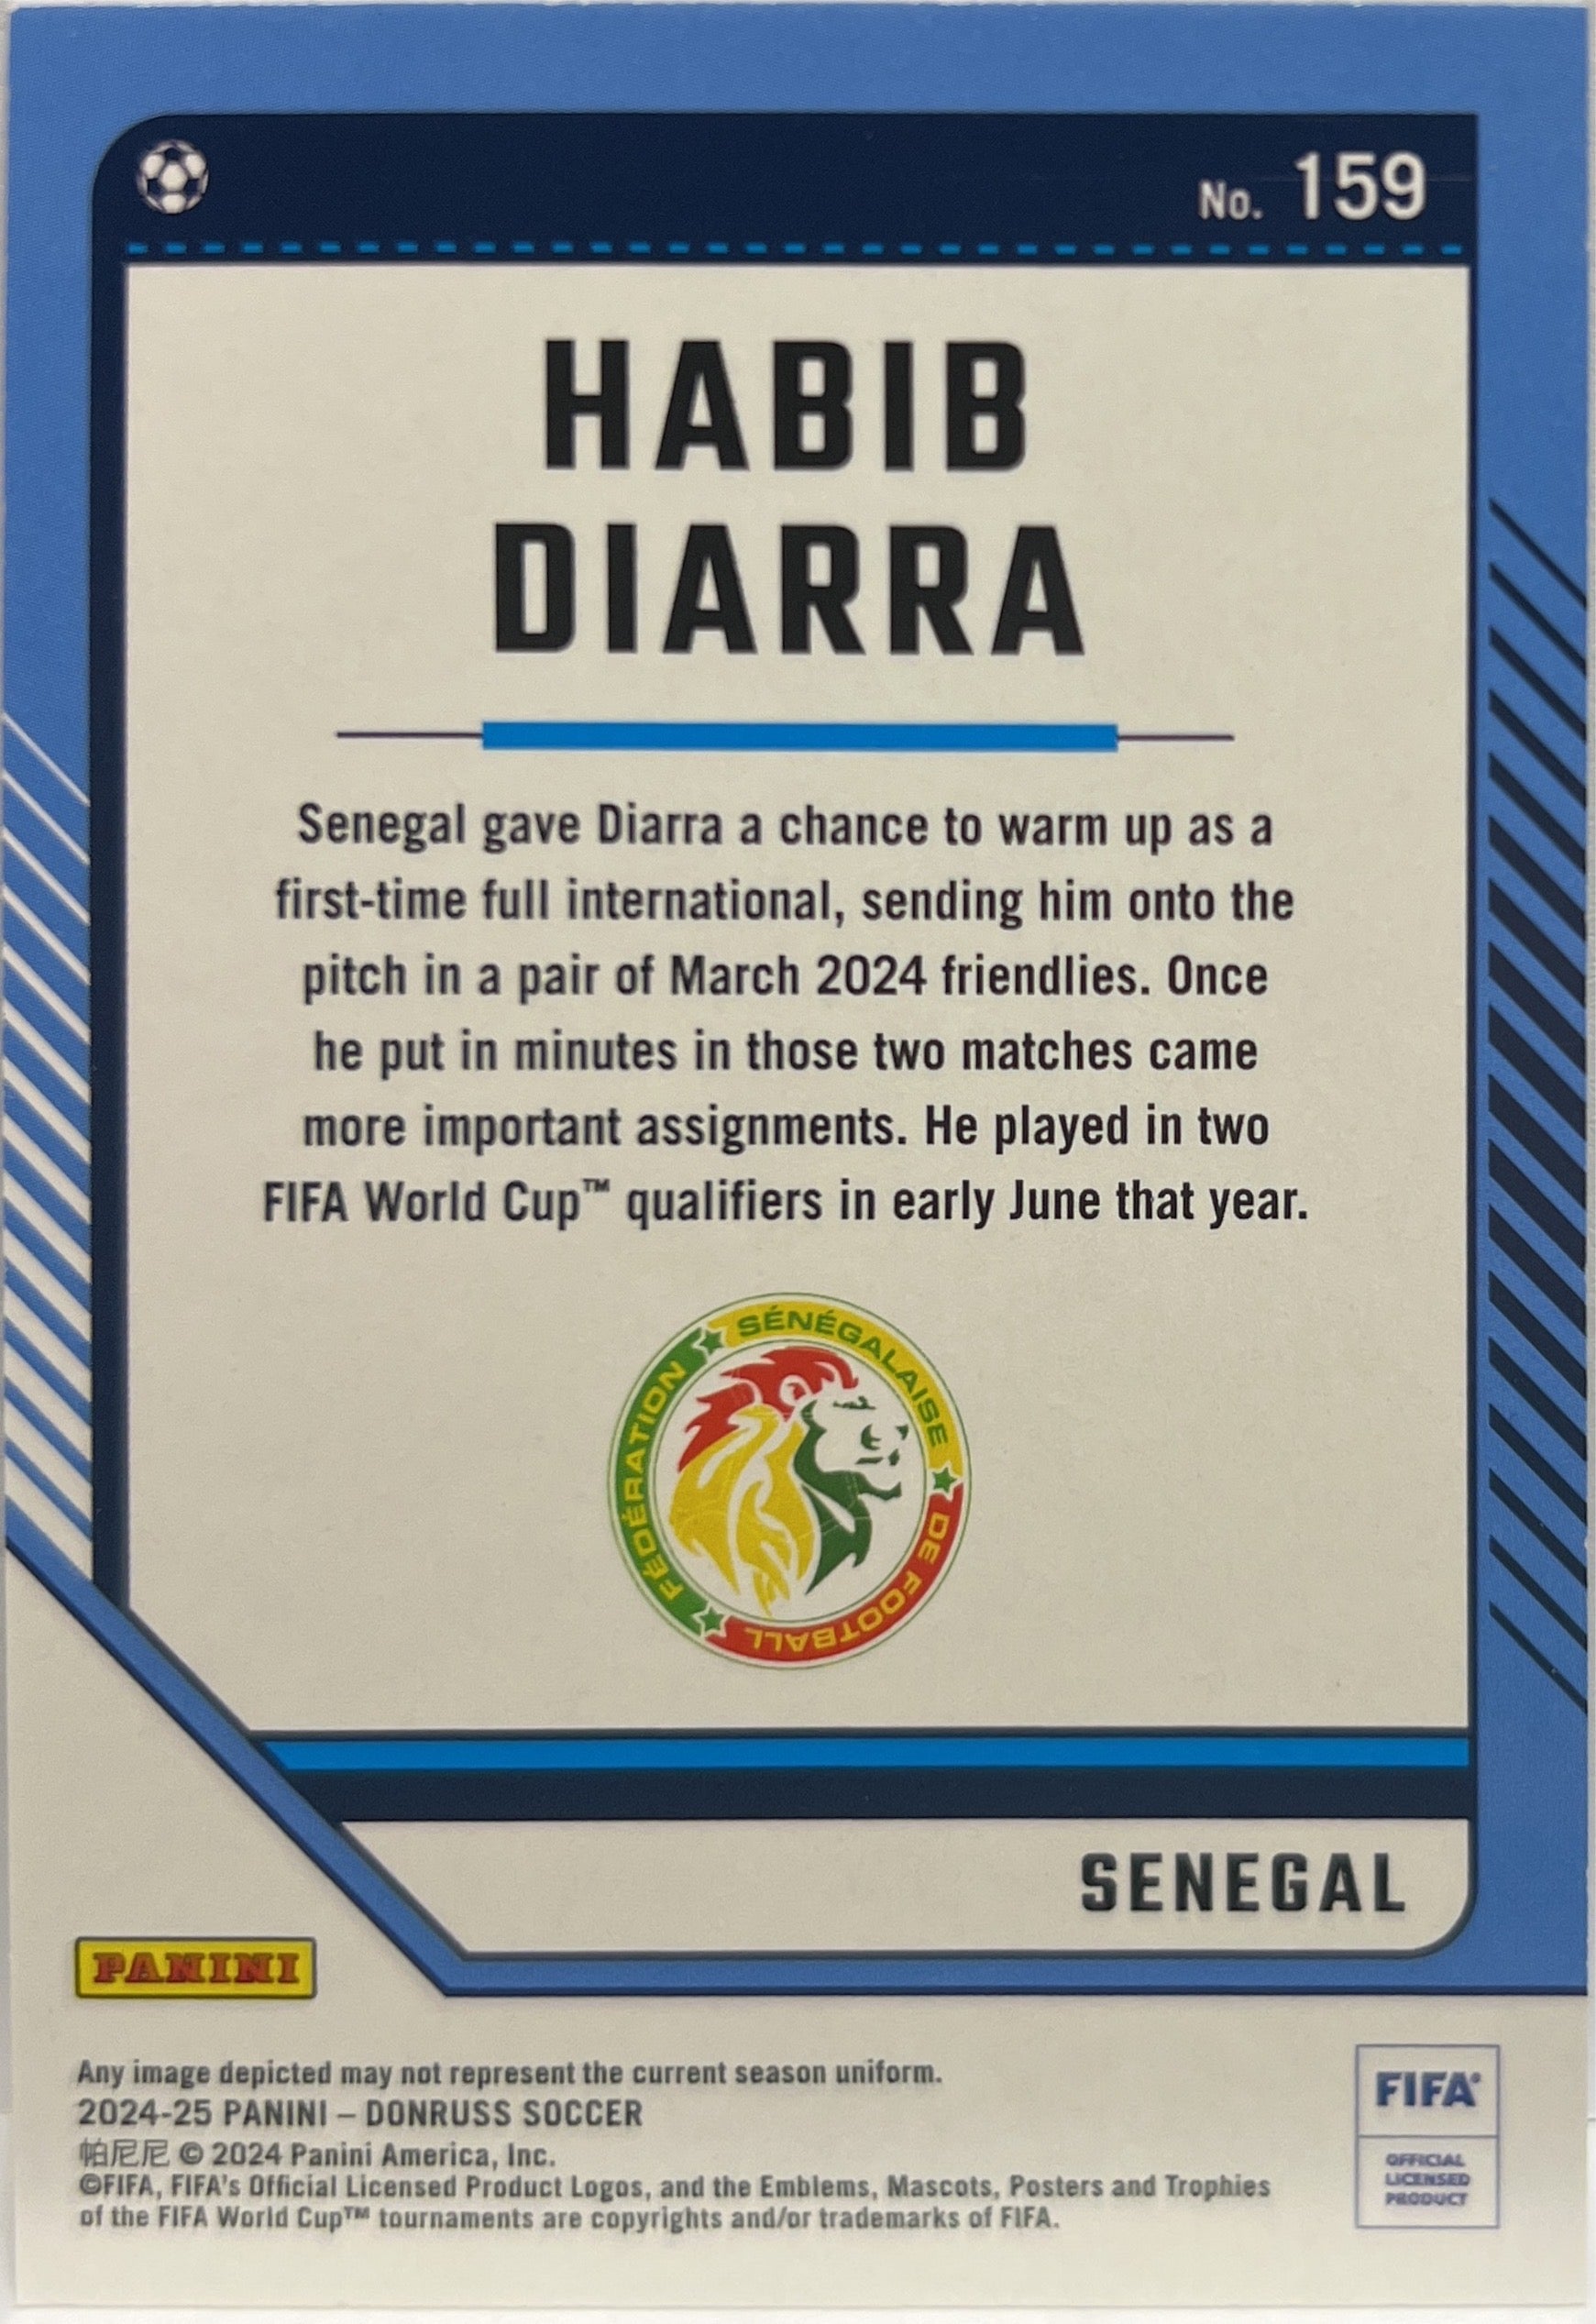 No. 159
HABIB
DIARRA
Senegal gave Diarra a chance to warm up as a
first-time full international, sending him onto the
pitch in a pair of March 2024 friendlies. Once
he put in minutes in those two matches came
more important assignments. He played in two
FIFA World Cup™ qualifiers in early June that year.
FÉDÉRATION SÉNÉGALAISE DE FOOTBALL
SENEGAL
PANINI
Any image depicted may not represent the current season uniform.
2024-25 PANINI – DONRUSS SOCCER
帕尼尼 © 2024 Panini America, Inc.
©FIFA, FIFA's Official Licensed Product Logos, and the Emblems, Mascots, Posters and Trophies
of the FIFA World Cup™ tournaments are copyrights and/or trademarks of FIFA.
FIFA®
OFFICIAL
LICENSED
PRODUCT